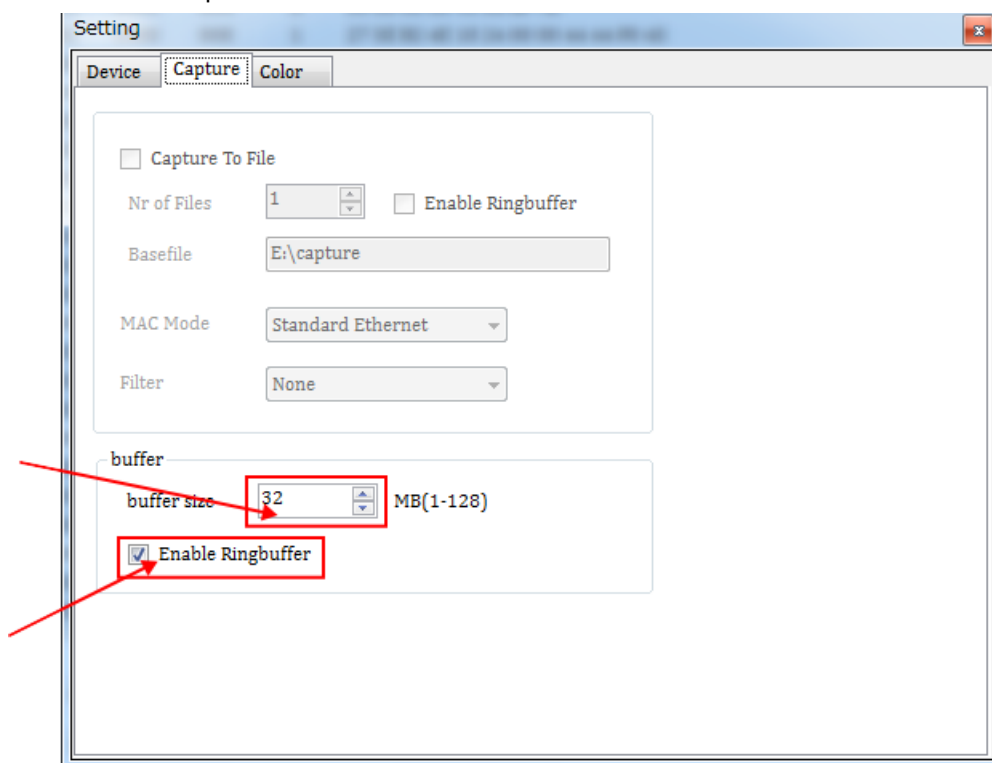 Setting
Device Capture Color
Capture To File
Nr of Files 1 Enable Ringbuffer
Basefile E:\capture
MAC Mode Standard Ethernet
Filter None
buffer
buffer size 32 MB(1-128)
Enable Ringbuffer